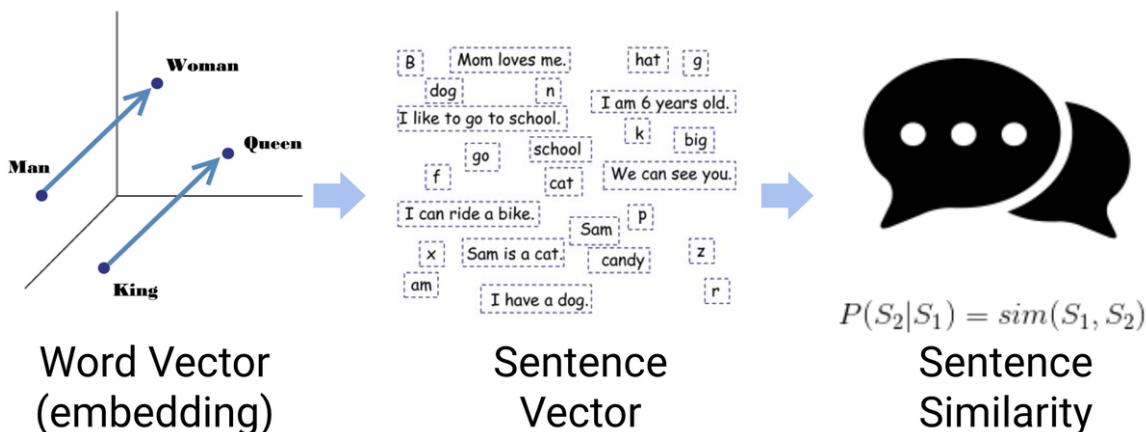 Woman
Queen
Man
King
Word Vector
(embedding)
B
Mom loves me.
hat
g
dog
n
I am 6 years old.
I like to go to school.
k
big
go
school
f
cat
We can see you.
I can ride a bike.
p
Sam
x
Sam is a cat.
candy
z
am
I have a dog.
r
Sentence
Vector
P(S₂|S₁) = sim(S₁, S₂)
Sentence
Similarity